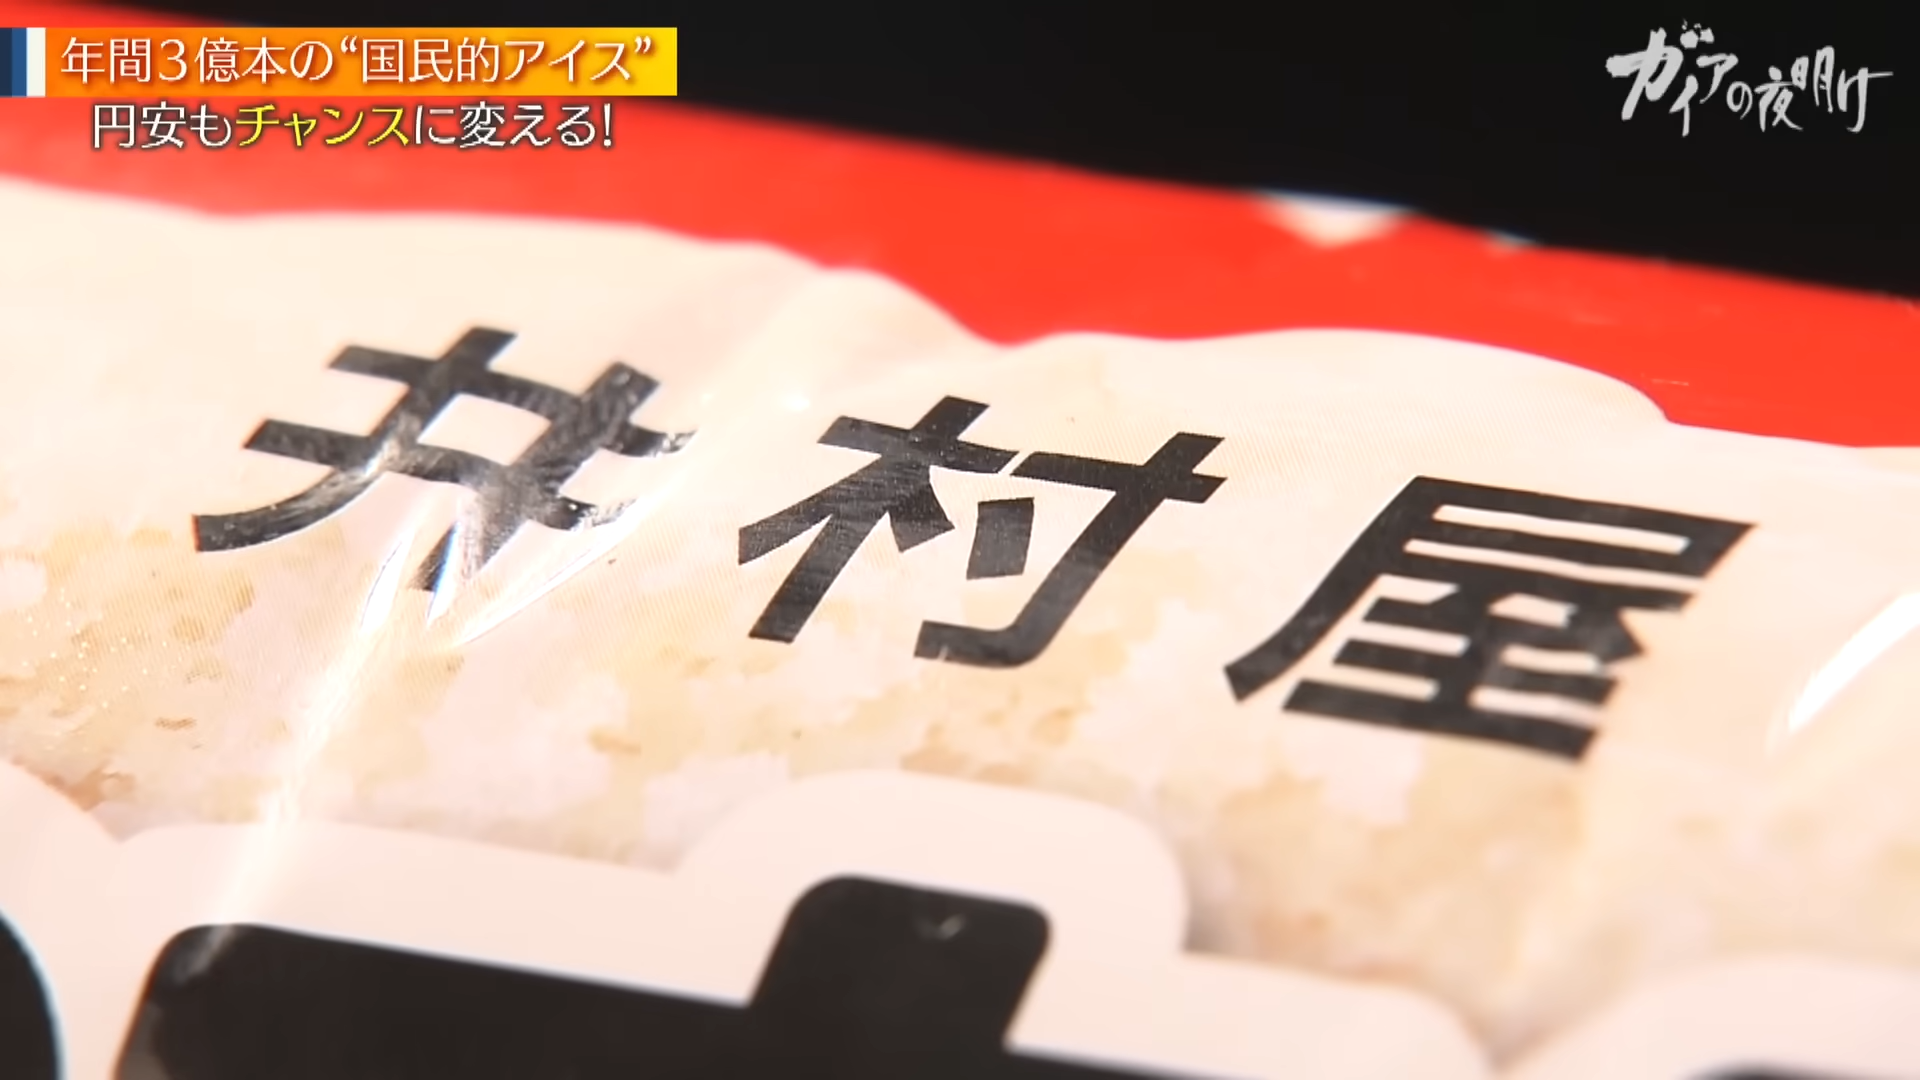 年間3億本の“国民的アイス”
円安もチャンスに変える!
ガイアの夜明け
井村屋